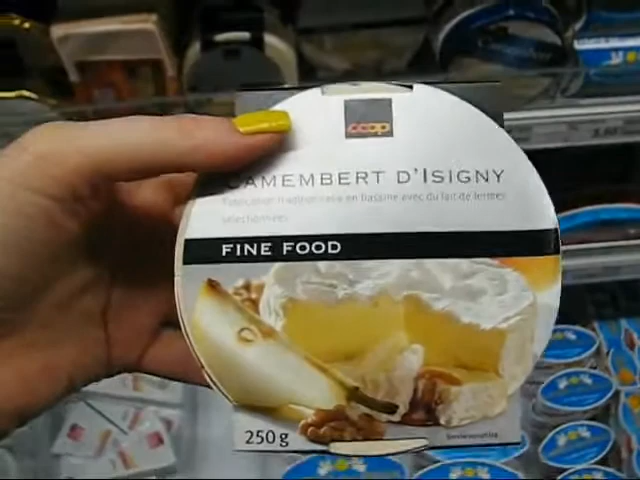 coop
CAMEMBERT D'ISIGNY
Fabrication traditionnelle en bassine avec du lait de fermes
sélectionnées
FINE FOOD
250 g